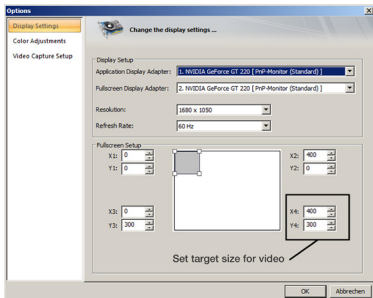 Options
Display Settings
Color Adjustments
Video Capture Setup
Change the display settings ...
Display Setup
Application Display Adapter: 1. NVIDIA GeForce GT 220 [ PnP-Monitor (Standard) ]
Fullscreen Display Adapter: 2. NVIDIA GeForce GT 220 [ PnP-Monitor (Standard) ]
Resolution: 1680 x 1050
Refresh Rate: 60 Hz
Fullscreen Setup
X1: 0
Y1: 0
X2: 400
Y2: 0
X3: 0
Y3: 300
X4: 400
Y4: 300
Set target size for video
OK
Abbrechen